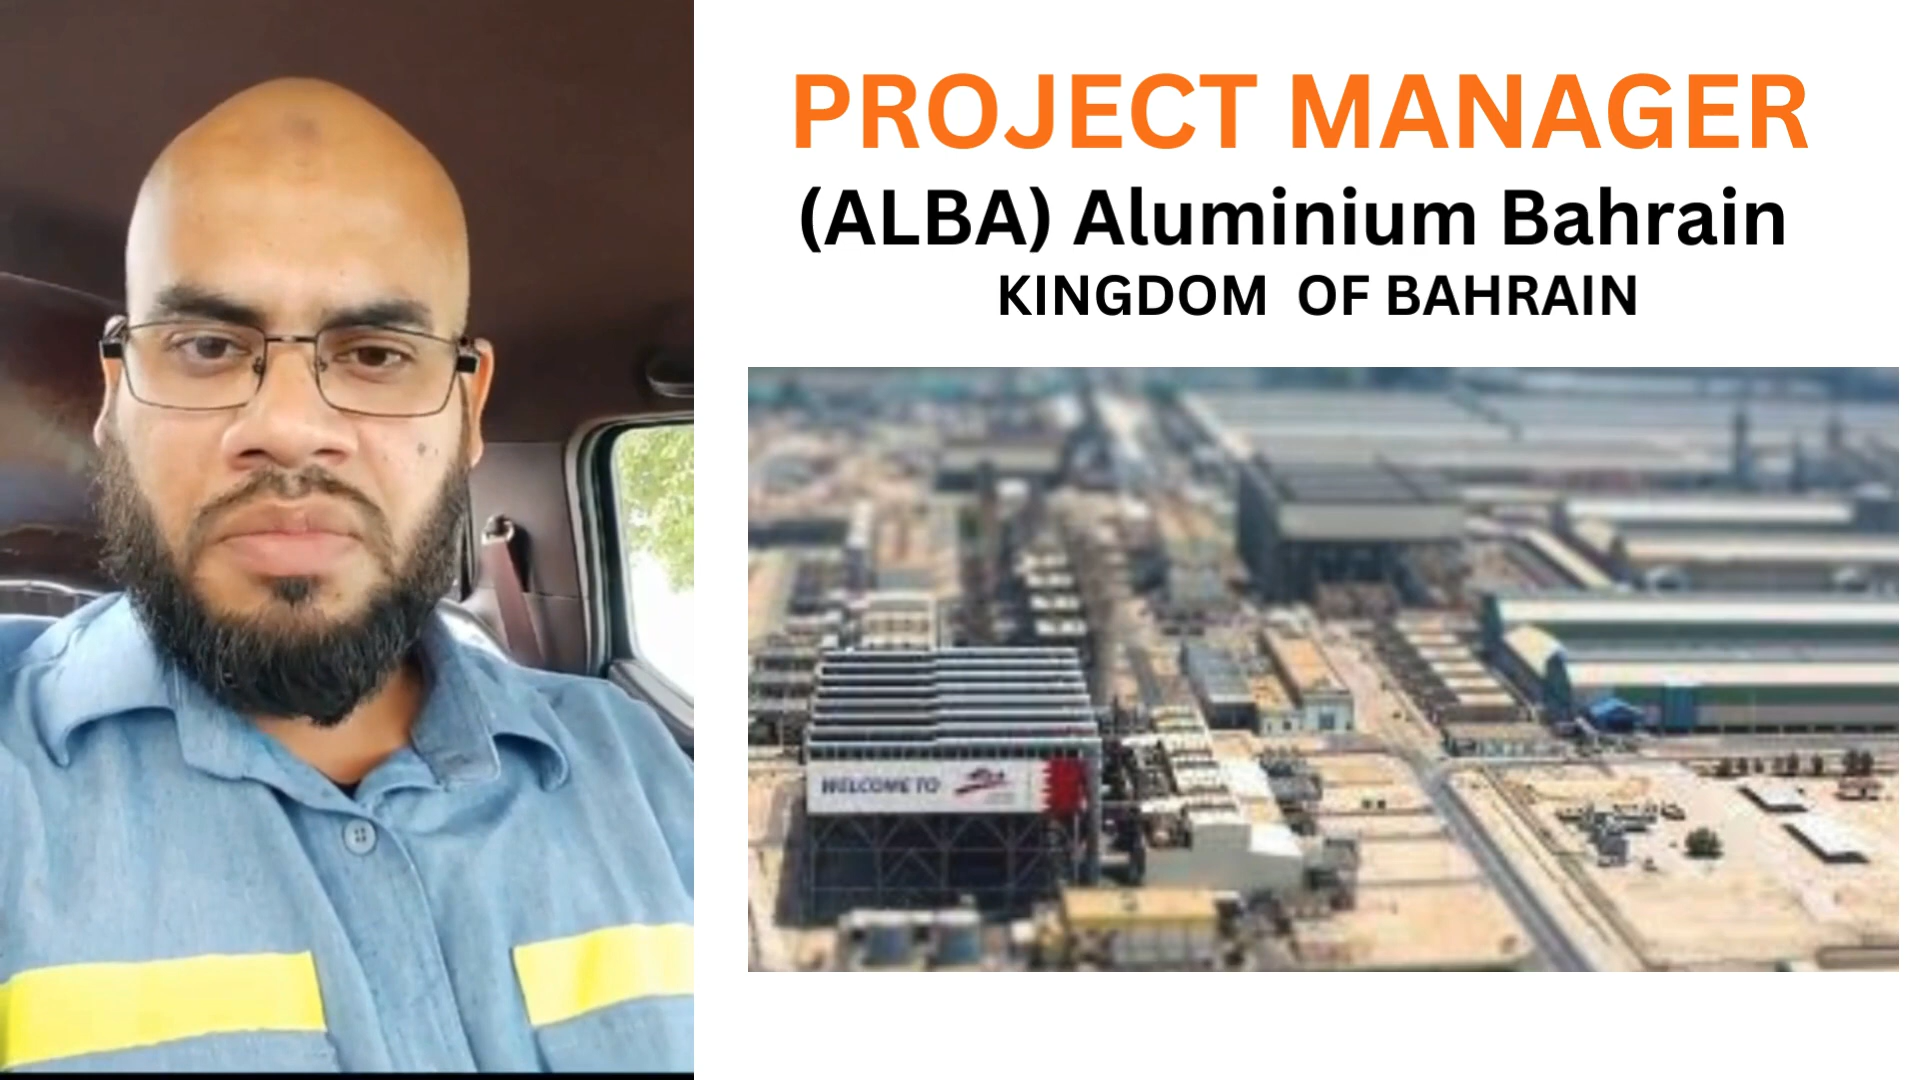 PROJECT MANAGER
(ALBA) Aluminium Bahrain
KINGDOM OF BAHRAIN
WELCOME TO